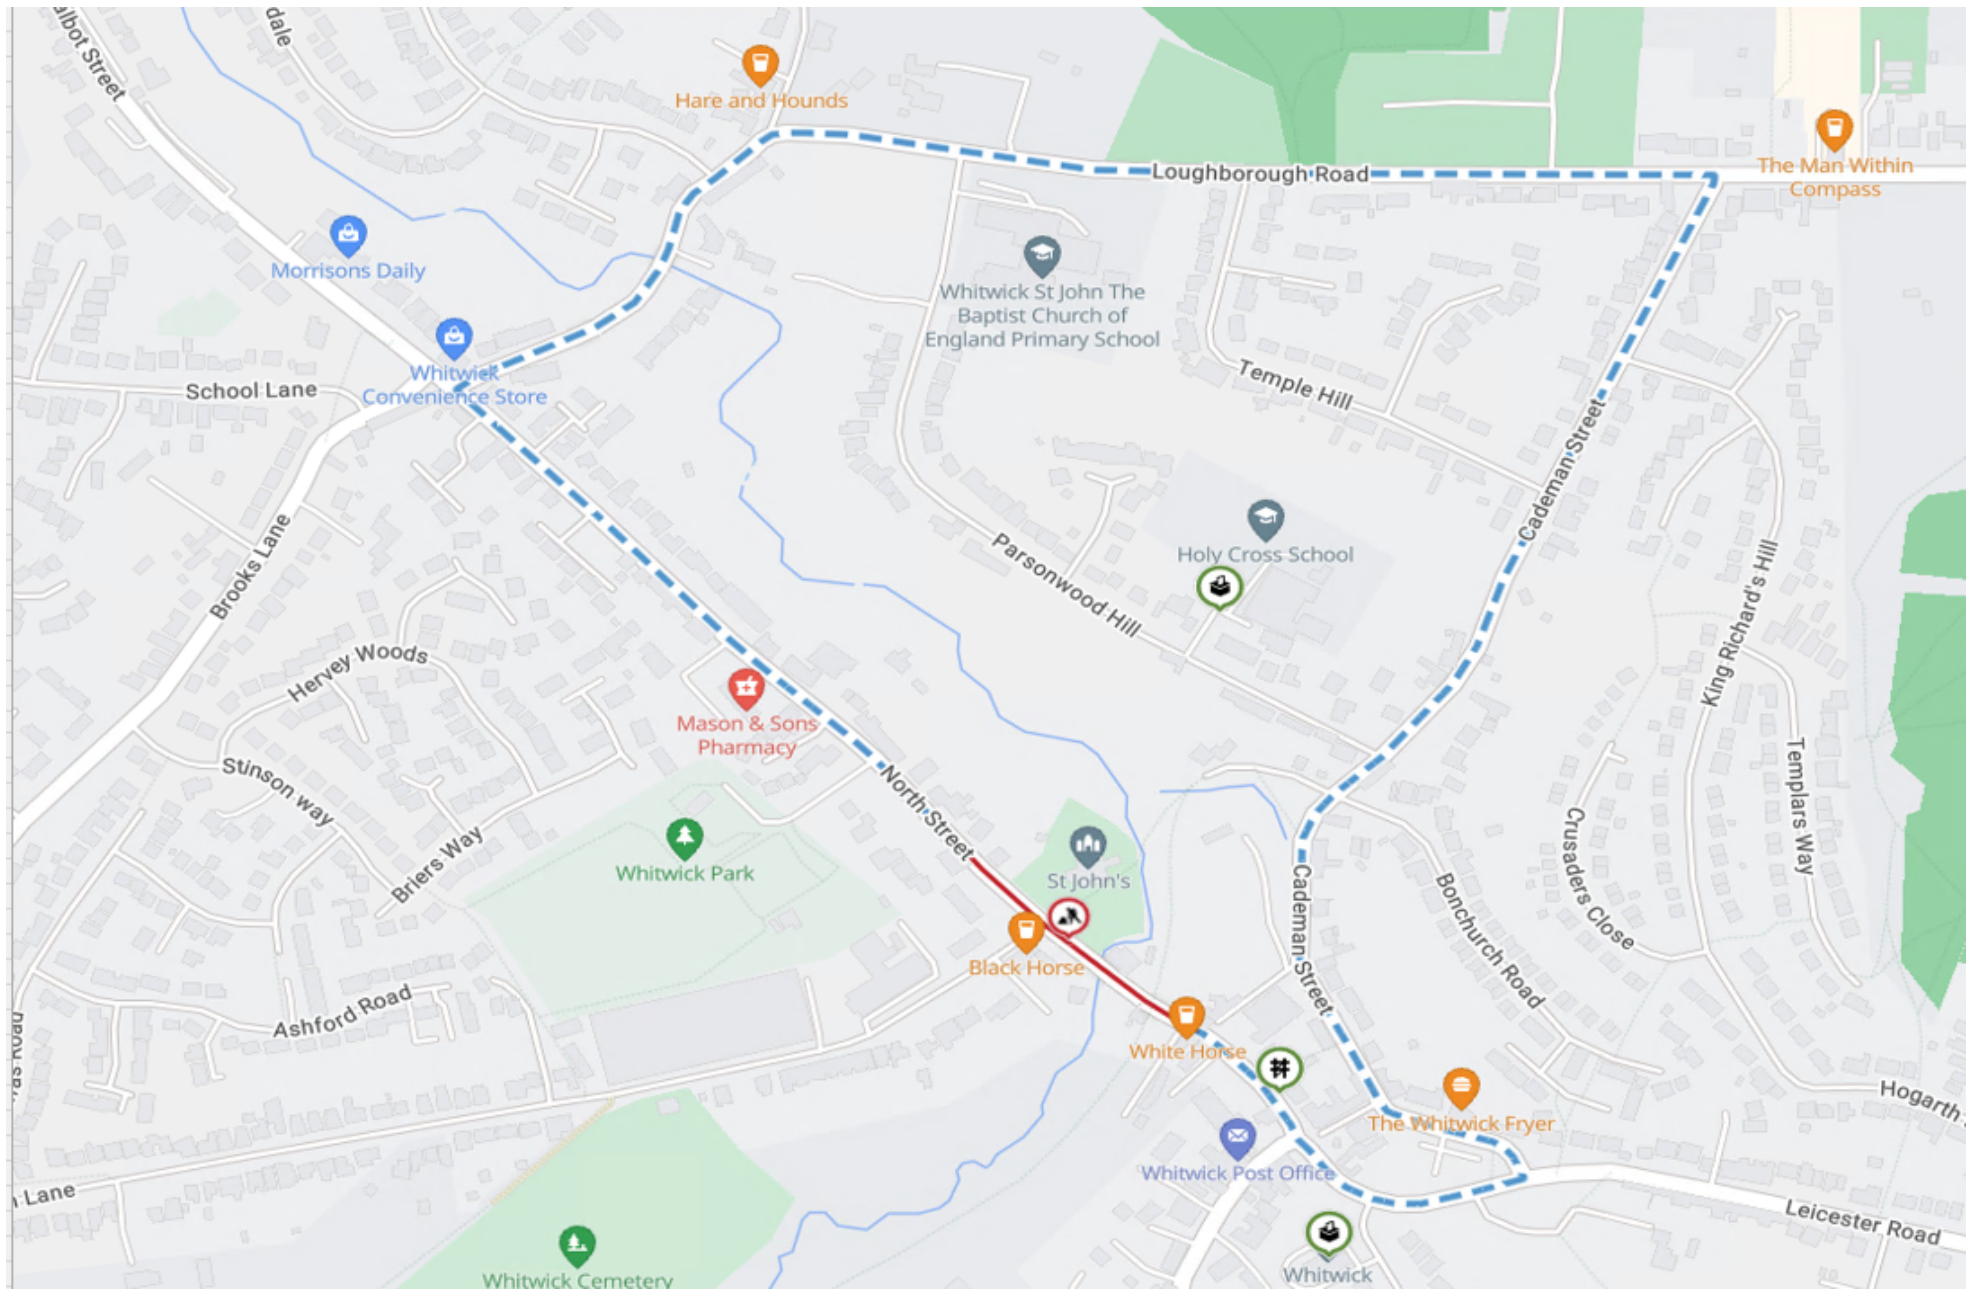 albot Street
dale
Hare and Hounds
Loughborough Road
The Man Within
Compass
Morrisons Daily
Whitwick St John The
Baptist Church of
England Primary School
Whitwick
Convenience Store
School Lane
Temple Hill
Cademan Street
Brooks Lane
Holy Cross School
Parsonwood Hill
King Richard's Hill
Hervey Woods
Mason & Sons
Pharmacy
Stinson way
North Street
Templars Way
Crusaders Close
Briers Way
Whitwick Park
St John's
Cademan Street
Bonchurch Road
Black Horse
Ashford Road
White Horse
The Whitwick Fryer
Hogarth
Whitwick Post Office
n Lane
Leicester Road
Whitwick
Whitwick Cemetery